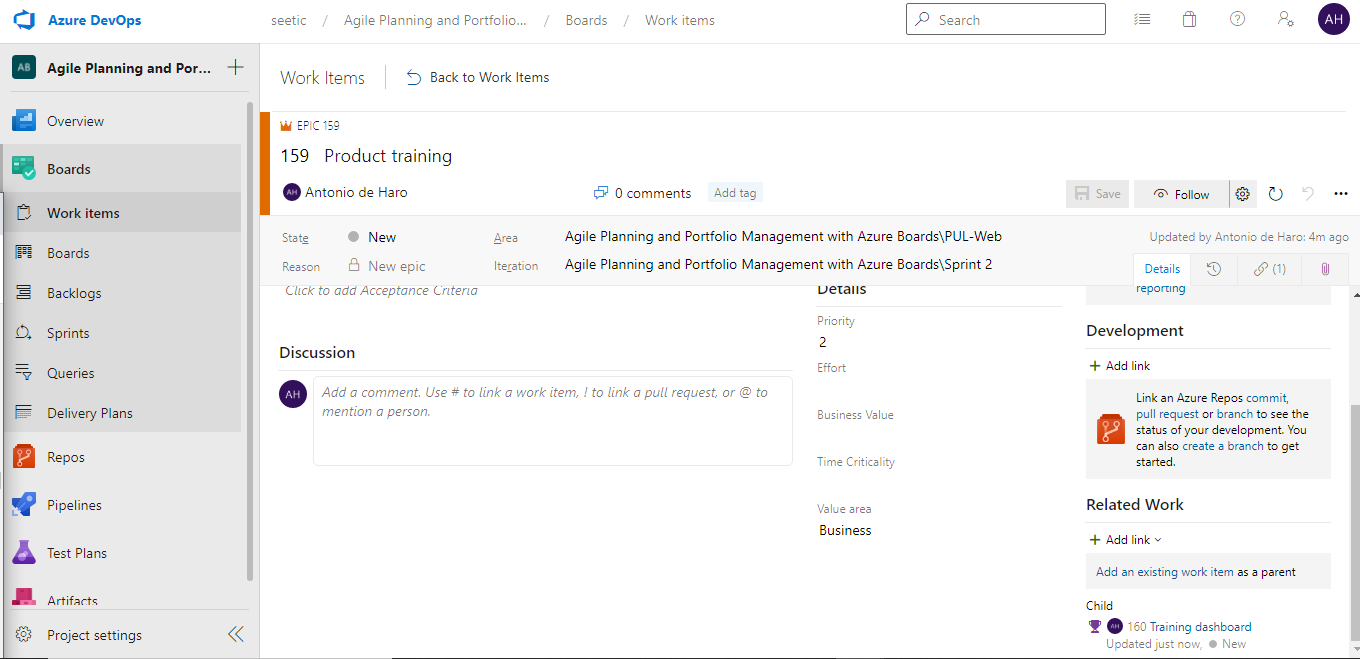 Azure DevOps
seetic / Agile Planning and Portfolio... / Boards / Work items
Search
AH
AB Agile Planning and Por...
Overview
Boards
Work items
Boards
Backlogs
Sprints
Queries
Delivery Plans
Repos
Pipelines
Test Plans
Artifacts
Project settings
Work Items
Back to Work Items
EPIC 159
159 Product training
AH Antonio de Haro
0 comments
Add tag
Save
Follow
State New
Area Agile Planning and Portfolio Management with Azure Boards\PUL-Web
Updated by Antonio de Haro: 4m ago
Reason New epic
Iteration Agile Planning and Portfolio Management with Azure Boards\Sprint 2
Details
(1)
Click to add Acceptance Criteria
Discussion
AH
Add a comment. Use # to link a work item, ! to link a pull request, or @ to
mention a person.
Details
Priority
2
Effort
Business Value
Time Criticality
Value area
Business
reporting
Development
Add link
Link an Azure Repos commit,
pull request or branch to see the
status of your development. You
can also create a branch to get
started.
Related Work
Add link
Add an existing work item as a parent
Child
AH 160 Training dashboard
Updated just now, New